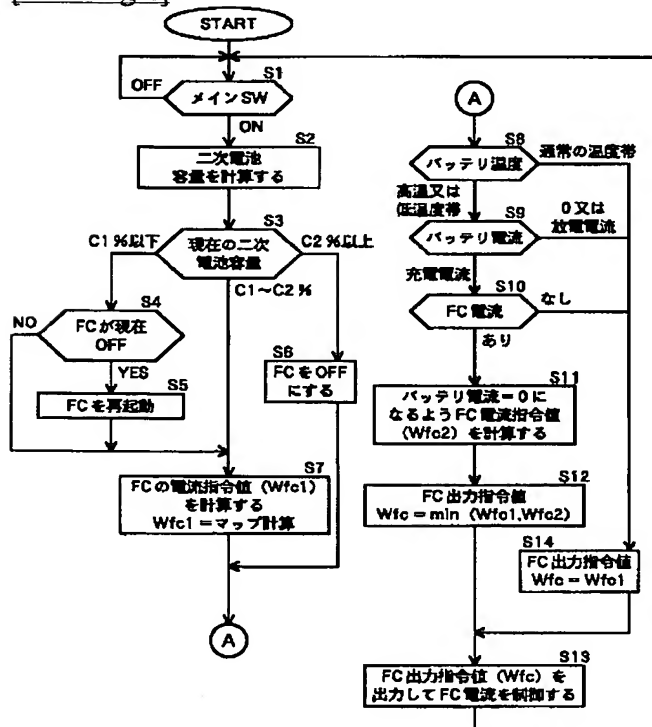 START
S1
OFF
メインSW
ON
S2
二次電池
容量を計算する
S3
C1%以下
現在の二次
電池容量
C2%以上
C1～C2%
S4
NO
FCが現在
OFF
YES
S5
FCを再起動
S6
FCをOFF
にする
S7
FCの電流指令値(Wfc1)
を計算する
Wfc1=マップ計算
A
A
S8
バッテリ温度
通常の温度帯
高温又は
低温度帯
S9
バッテリ電流
0又は
放電電流
充電電流
S10
FC電流
なし
あり
S11
バッテリ電流=0に
なるようFC電流指令値
(Wfc2)を計算する
S12
FC出力指令値
Wfc=min(Wfc1,Wfc2)
S14
FC出力指令値
Wfc=Wfc1
S13
FC出力指令値(Wfc)を
出力してFC電流を制御する